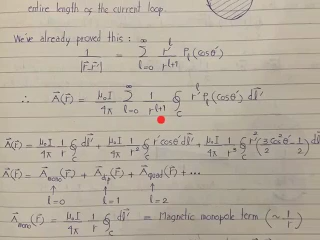 entire length of the current loop.
We've already proved this :
1/|r⃗-r⃗'| = ∑_{l=0}^{∞} r'^l/r^{l+1} P_l(cosθ')
∴ A⃗(r⃗) = μ₀I/4π ∑_{l=0}^{∞} 1/r^{l+1} ∮_C r'^l P_l(cosθ') dl⃗'
A⃗(r⃗) = μ₀I/4π 1/r ∮_C dl⃗' + μ₀I/4π 1/r² ∮_C r'cosθ' dl⃗' + μ₀I/4π 1/r³ ∮_C r'²(3/2 cos²θ' - 1/2) dl⃗'
A⃗(r⃗) = A⃗_mono(r⃗) + A⃗_dip(r⃗) + A⃗_quad(r⃗) + ...
↑ ↑ ↑
l=0 l=1 l=2
A⃗_mono(r⃗) = μ₀I/4π 1/r ∮_C dl⃗' = Magnetic monopole term (~ 1/r)